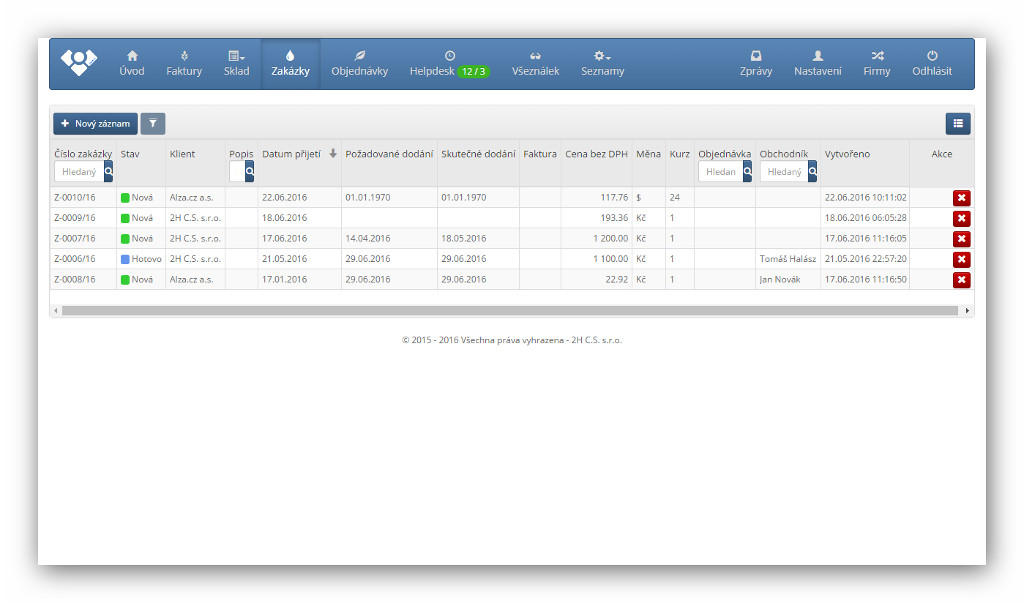 Úvod Faktury Sklad Zakázky Objednávky Helpdesk 12 / 3 Všeználek Seznamy Zprávy Nastavení Firmy Odhlásit
Nový záznam
Číslo zakázky Stav Klient Popis Datum přijetí Požadované dodání Skutečné dodání Faktura Cena bez DPH Měna Kurz Objednávka Obchodník Vytvořeno Akce
Hledaný Hledan Hledaný
Z-0010/16 Nová Alza.cz a.s. 22.06.2016 01.01.1970 01.01.1970 117.76 $ 24 22.06.2016 10:11:02
Z-0009/16 Nová 2H C.S. s.r.o. 18.06.2016 193.36 Kč 1 18.06.2016 06:05:28
Z-0007/16 Nová 2H C.S. s.r.o. 17.06.2016 14.04.2016 18.05.2016 1 200.00 Kč 1 17.06.2016 11:16:05
Z-0006/16 Hotovo 2H C.S. s.r.o. 21.05.2016 29.06.2016 29.06.2016 1 100.00 Kč 1 Tomáš Halász 21.05.2016 22:57:20
Z-0008/16 Nová Alza.cz a.s. 17.01.2016 29.06.2016 29.06.2016 22.92 Kč 1 Jan Novák 17.06.2016 11:16:50
© 2015 - 2016 Všechna práva vyhrazena - 2H C.S. s.r.o.